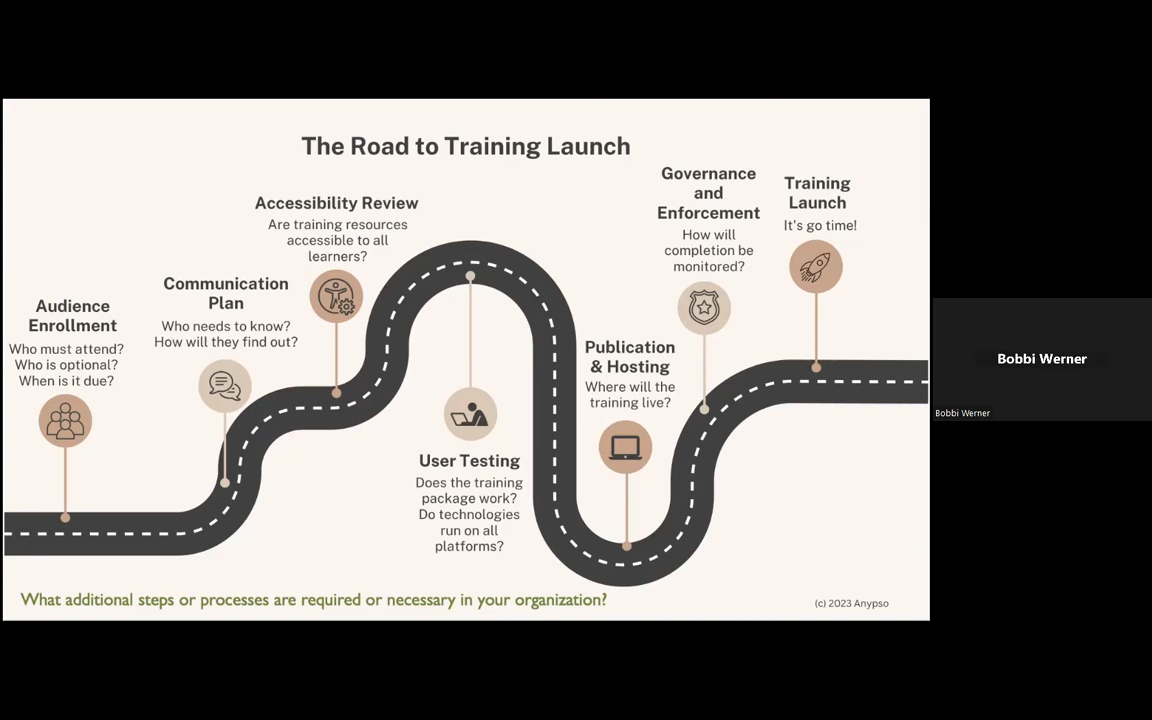 The Road to Training Launch
Audience
Enrollment
Who must attend?
Who is optional?
When is it due?
Communication
Plan
Who needs to know?
How will they find out?
Accessibility Review
Are training resources
accessible to all
learners?
User Testing
Does the training
package work?
Do technologies
run on all
platforms?
Publication
& Hosting
Where will the
training live?
Governance
and
Enforcement
How will
completion be
monitored?
Training
Launch
It's go time!
What additional steps or processes are required or necessary in your organization?
(c) 2023 Anypso
Bobbi Werner
Bobbi Werner